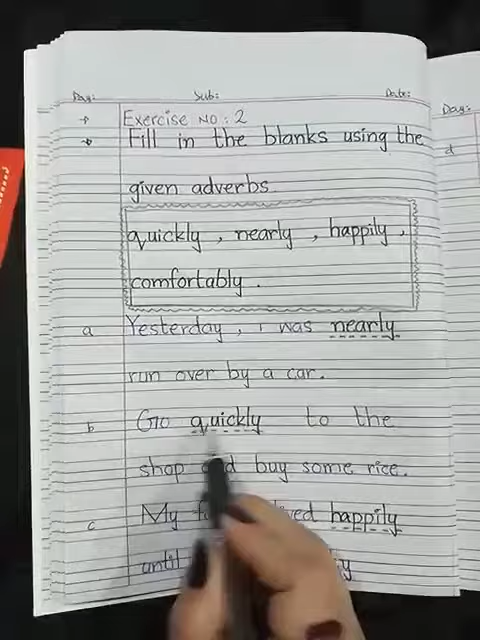 Day: Sub: Date:
Exercise NO : 2
Fill in the blanks using the
given adverbs
quickly , nearly , happily ,
comfortably .
a Yesterday , I was nearly
run over by a car.
b Go quickly to the
shop and buy some rice.
c My happily
until
Day:
d